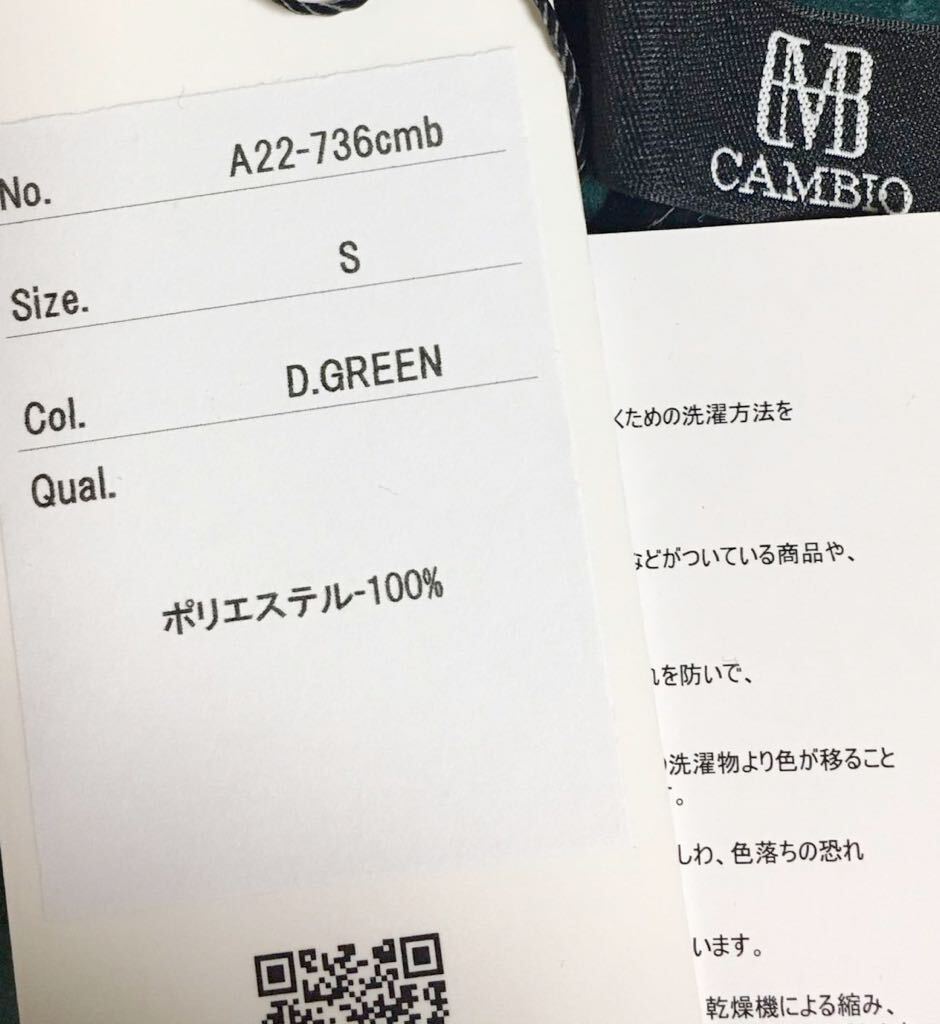 No. A22-736cmb
Size. S
Col. D.GREEN
Qual.
ポリエステル-100%
CAMBIO
くための洗濯方法を
などがついている商品や、
れを防いで、
洗濯物より色が移ること
す。
しわ、色落ちの恐れ
います。
乾燥機による縮み、